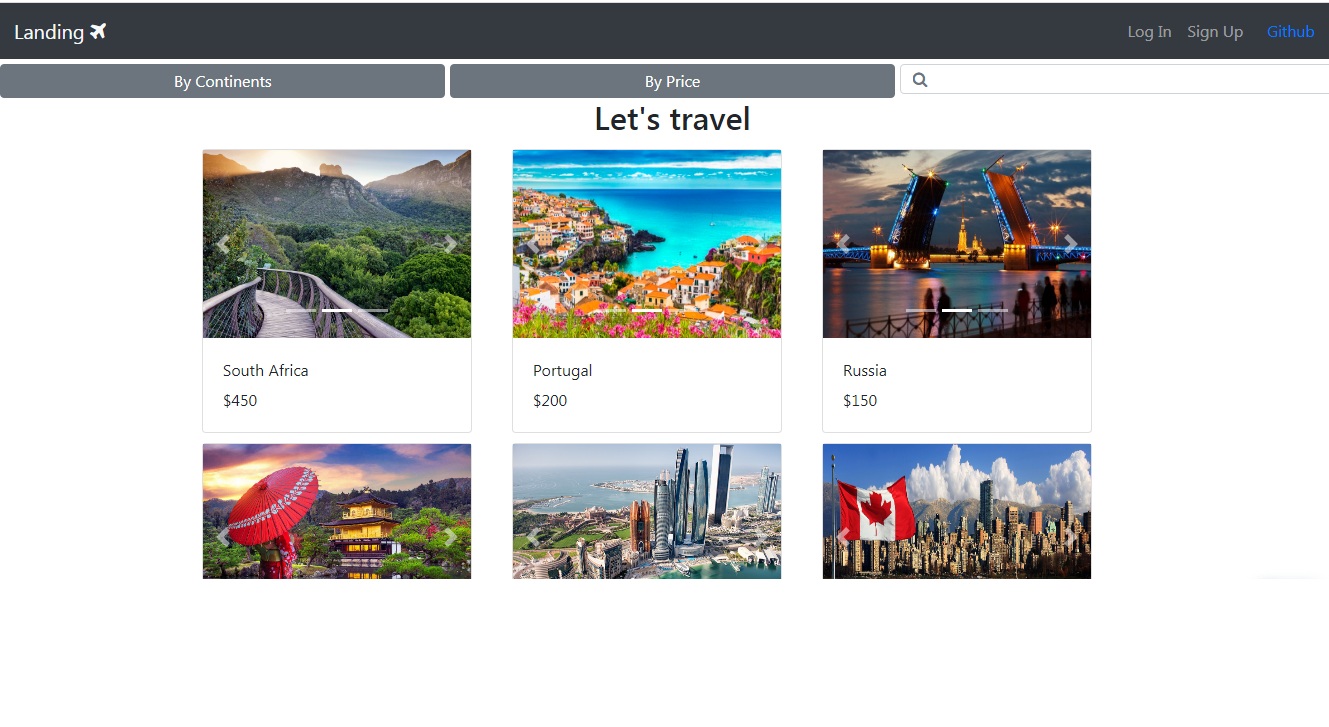 Landing
Log In Sign Up Github
By Continents By Price
Let's travel
South Africa
$450
Portugal
$200
Russia
$150